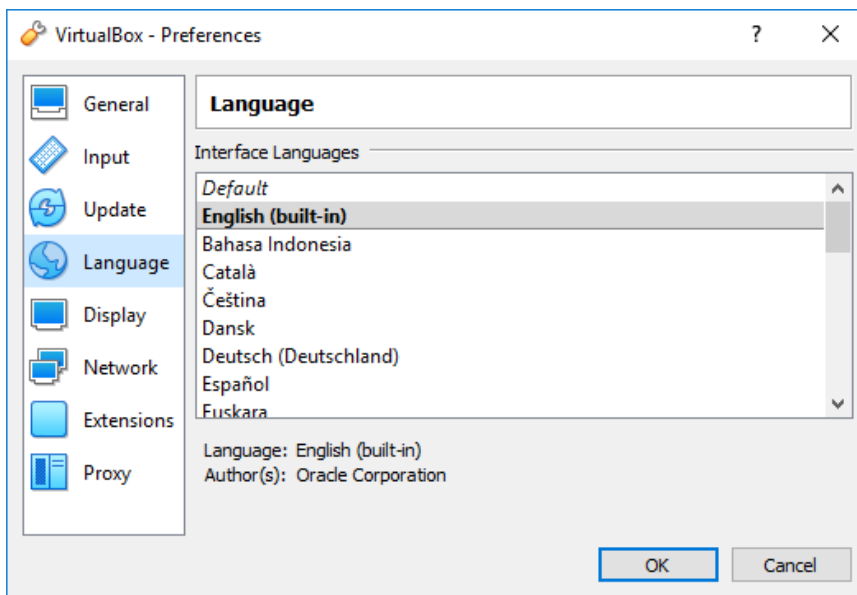 VirtualBox - Preferences
?
General
Input
Update
Language
Display
Network
Extensions
Proxy
Language
Interface Languages
Default
English (built-in)
Bahasa Indonesia
Català
Čeština
Dansk
Deutsch (Deutschland)
Español
Euskara
Language: English (built-in)
Author(s): Oracle Corporation
OK
Cancel